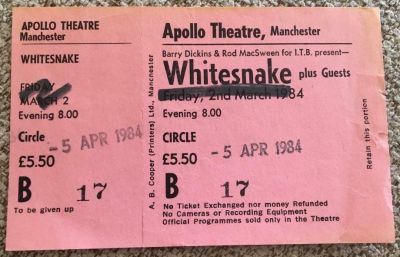 APOLLO THEATRE
Manchester
WHITESNAKE
FRIDAY
MARCH 2
Evening 8.00
Circle
-5 APR 1984
£5.50
B 17
To be given up
A. B. Cooper (Printers) Ltd., Manchester
Apollo Theatre, Manchester
Barry Dickins & Rod MacSween for I.T.B. present—
Whitesnake plus Guests
Friday, 2nd March 1984
Evening 8.00
CIRCLE
-5 APR 1984
£5.50
B 17
No Ticket Exchanged nor money Refunded
No Cameras or Recording Equipment
Official Programmes sold only in the Theatre
Retain this portion